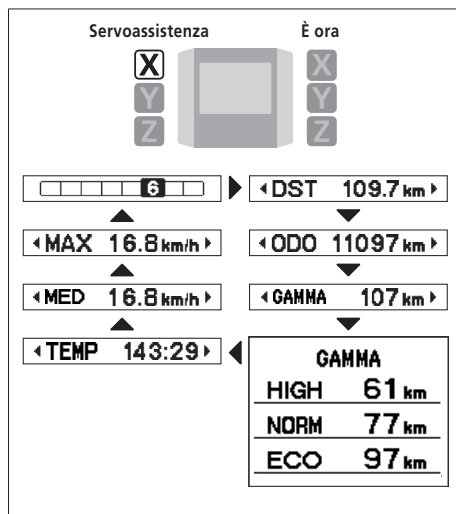 Servoassistenza È ora
X X
Y Y
Z Z
6 DST 109.7 km
MAX 16.8 km/h ODO 11097 km
MED 16.8 km/h GAMMA 107 km
TEMP 143:29 GAMMA
HIGH 61 km
NORM 77 km
ECO 97 km